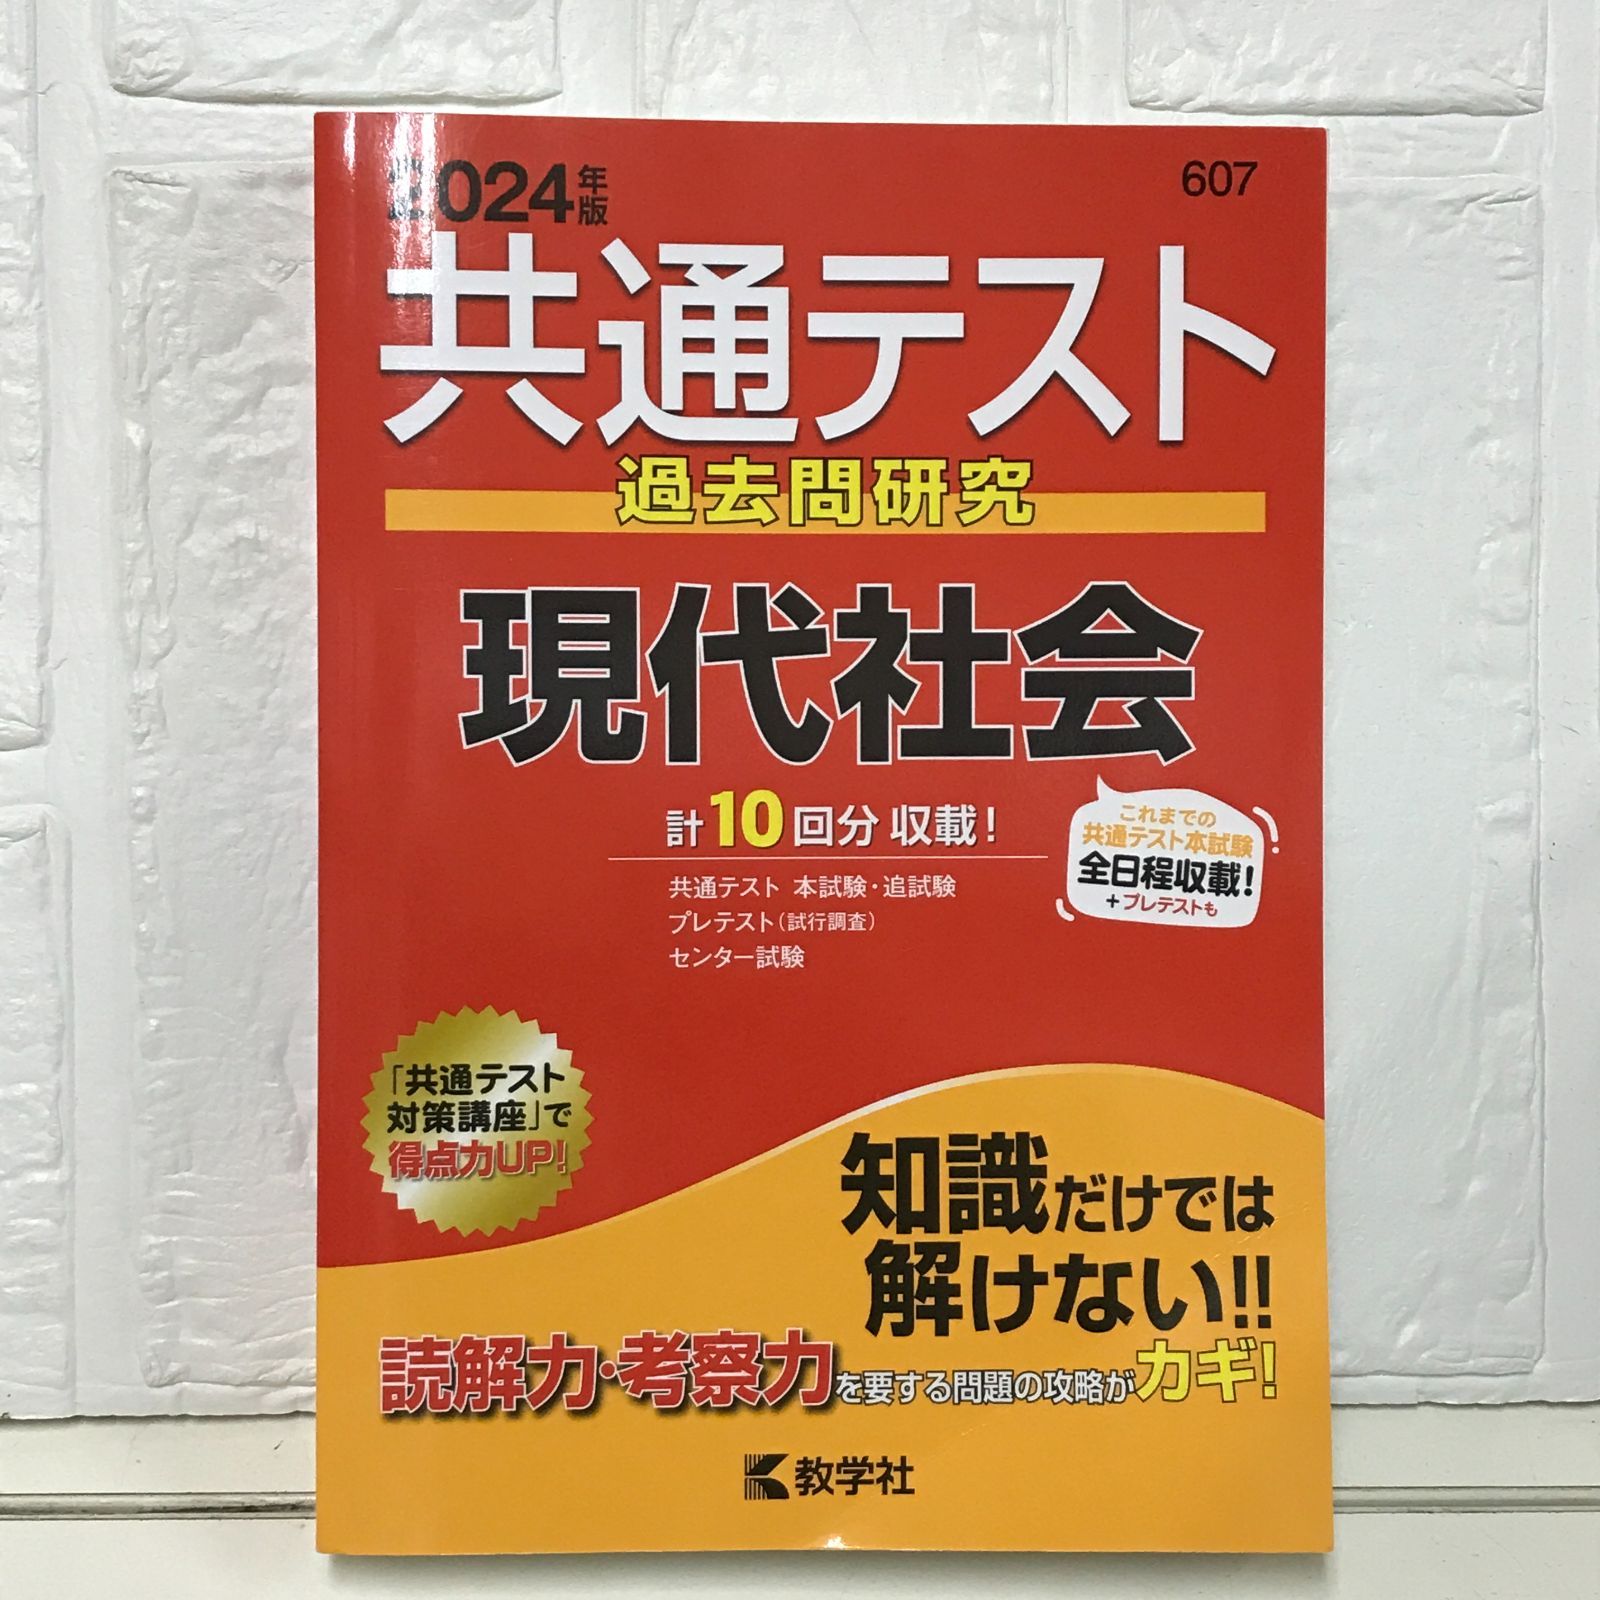 2024年版
607
共通テスト
過去問研究
現代社会
計10回分 収載！
これまでの
共通テスト本試験
全日程収載！
+プレテストも
共通テスト 本試験・追試験
プレテスト（試行調査）
センター試験
「共通テスト
対策講座」で
得点力UP！
知識だけでは
解けない!!
読解力・考察力を要する問題の攻略がカギ！
教学社